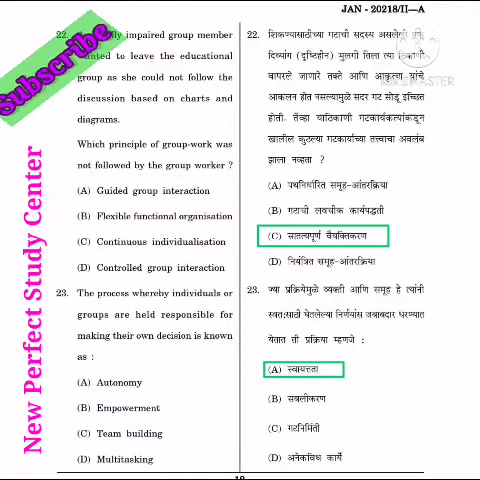 JAN - 20218/II—A
Subscribe
New Perfect Study Center
22. impaired group member
to leave the educational
group as she could not follow the
discussion based on charts and
diagrams.
Which principle of group-work was
not followed by the group worker ?
(A) Guided group interaction
(B) Flexible functional organisation
(C) Continuous individualisation
(D) Controlled group interaction
23. The process whereby individuals or
groups are held responsible for
making their own decision is known
as :
(A) Autonomy
(B) Empowerment
(C) Team building
(D) Multitasking
22. शिकण्यासाठीच्या गटाची सदस्य असलेली एक
दिव्यांग (दृष्टिहीन) मुलगी तिला त्या ठिकाणी
वापरले जाणारे तक्ते आणि आकृत्या यांचे
आकलन होत नसल्यामुळे सदर गट सोडू इच्छित
होती. तेंव्हा याठिकाणी गटकार्यकर्त्याकडून
खालील कुठल्या गटकार्याच्या तत्त्वाचा अवलंब
झाला नव्हता ?
(A) पथनिर्धारित समूह-आंतरक्रिया
(B) गटाची लवचीक कार्यपद्धती
(C) सातत्यपूर्ण वैयक्तिकरण
(D) नियंत्रित समूह-आंतरक्रिया
23. ज्या प्रक्रियेमुळे व्यक्ती आणि समूह हे त्यांनी
स्वत:साठी घेतलेल्या निर्णयांस जबाबदार धरण्यात
येतात ती प्रक्रिया म्हणजे :
(A) स्वायत्तता
(B) सबलीकरण
(C) गटनिर्मिती
(D) अनेकविध कार्ये